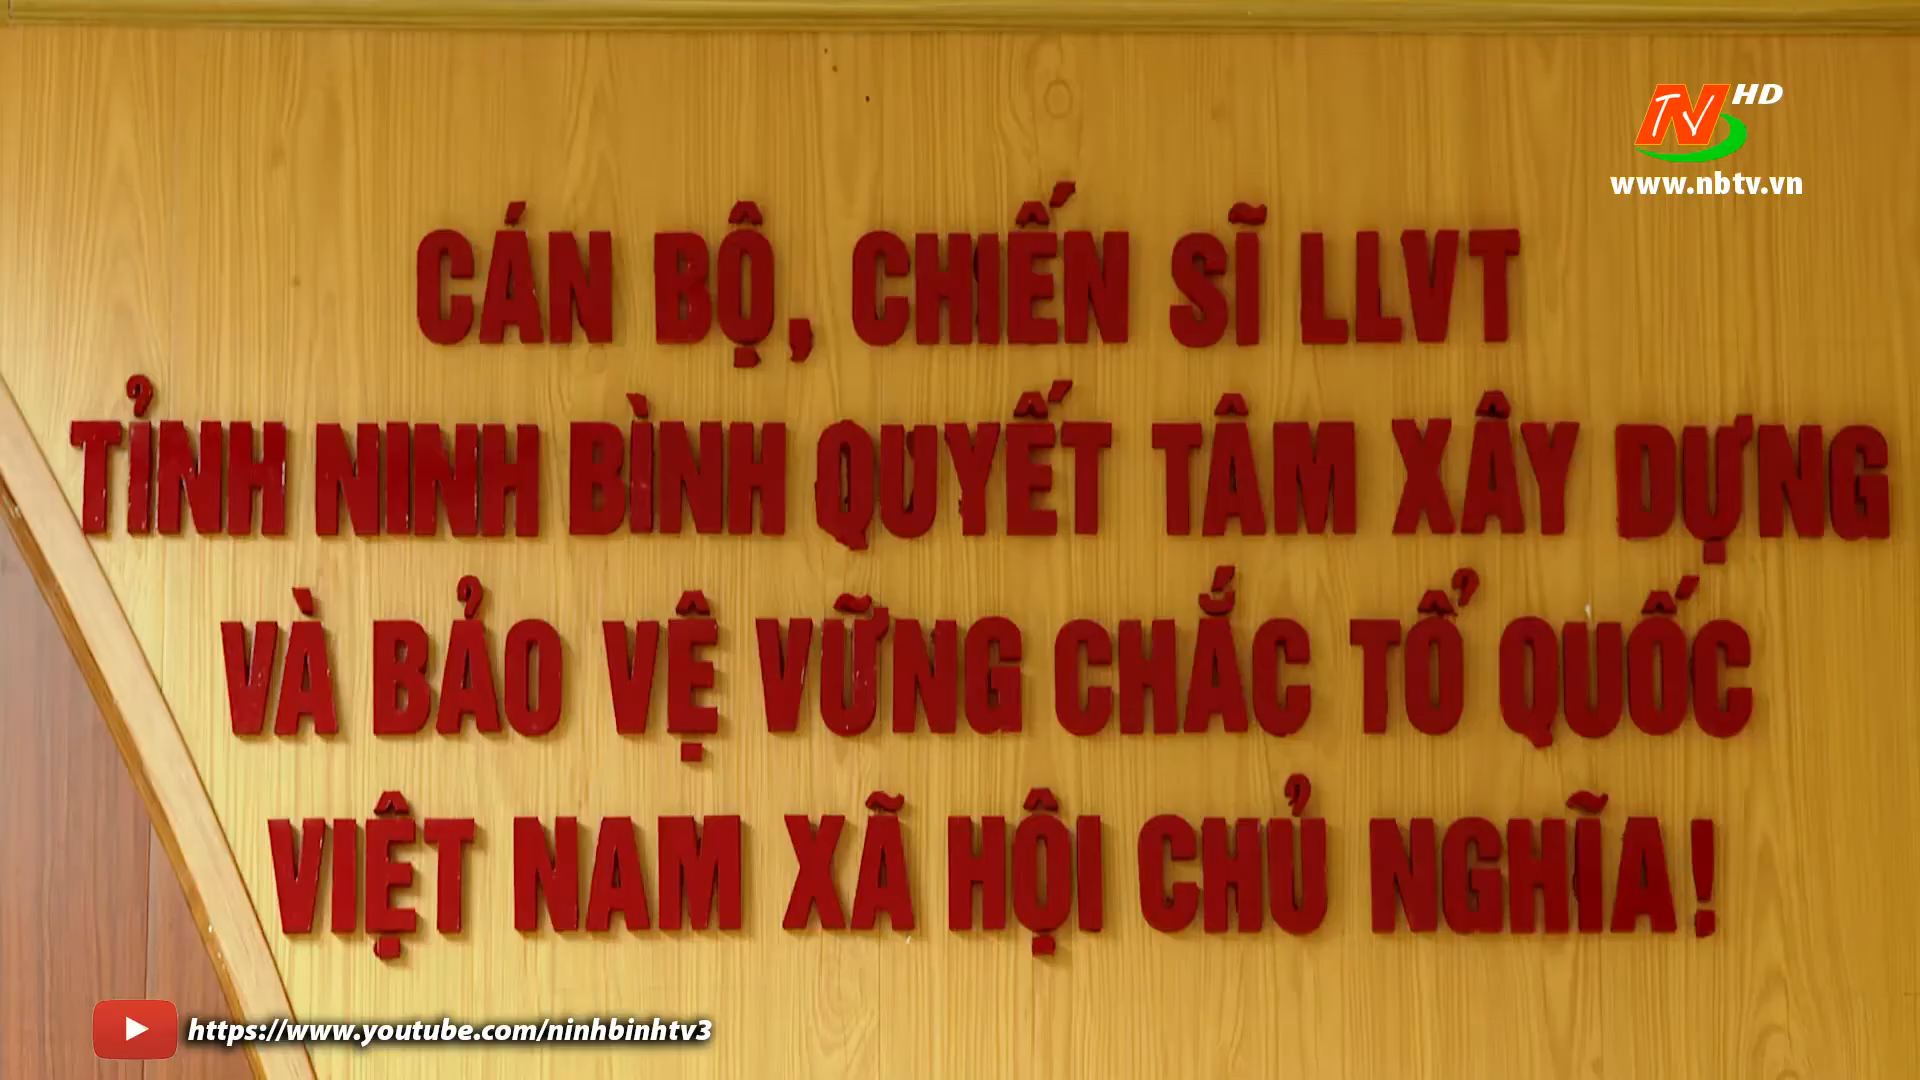 NTV HD
www.nbtv.vn
CÁN BỘ, CHIẾN SĨ LLVT
TỈNH NINH BÌNH QUYẾT TÂM XÂY DỰNG
VÀ BẢO VỆ VỮNG CHẮC TỔ QUỐC
VIỆT NAM XÃ HỘI CHỦ NGHĨA!
https://www.youtube.com/ninhbinhtv3